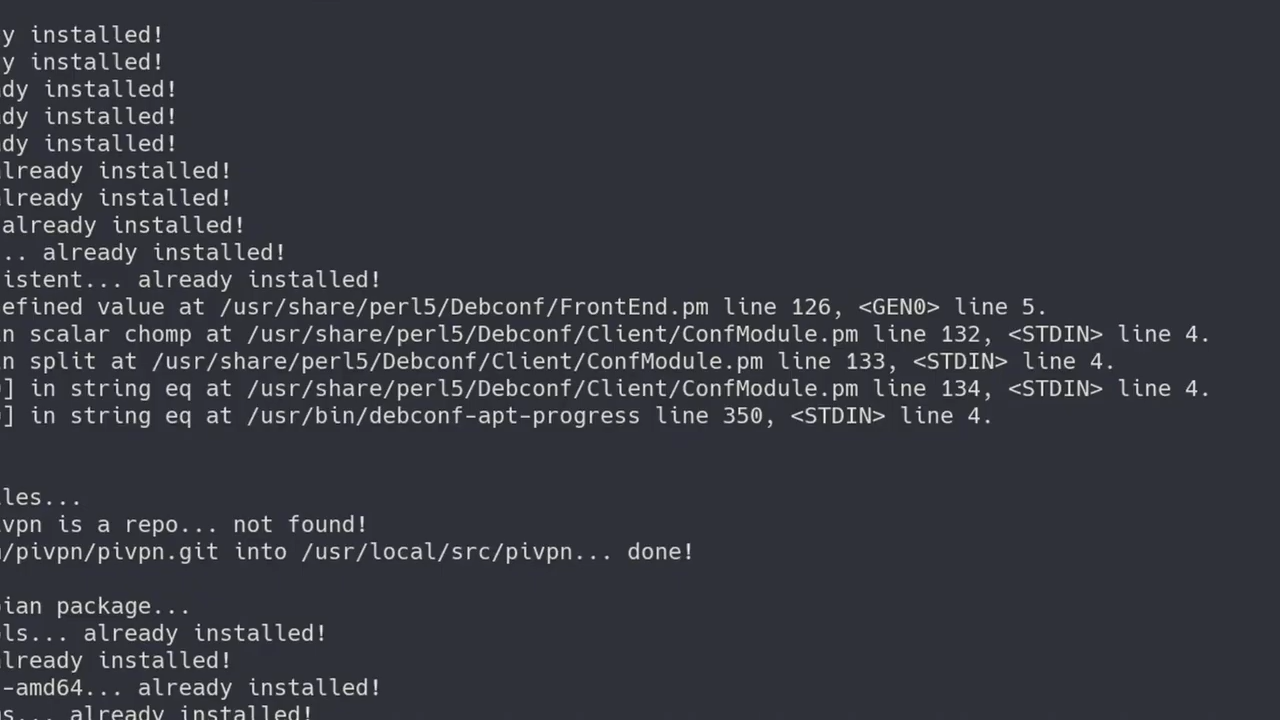 y installed!
y installed!
dy installed!
dy installed!
dy installed!
already installed!
already installed!
already installed!
.. already installed!
istent... already installed!
efined value at /usr/share/perl5/Debconf/FrontEnd.pm line 126, <GEN0> line 5.
n scalar chomp at /usr/share/perl5/Debconf/Client/ConfModule.pm line 132, <STDIN> line 4.
n split at /usr/share/perl5/Debconf/Client/ConfModule.pm line 133, <STDIN> line 4.
] in string eq at /usr/share/perl5/Debconf/Client/ConfModule.pm line 134, <STDIN> line 4.
] in string eq at /usr/bin/debconf-apt-progress line 350, <STDIN> line 4.
les...
vpn is a repo... not found!
/pivpn/pivpn.git into /usr/local/src/pivpn... done!
ian package...
ls... already installed!
already installed!
-amd64... already installed!
s... already installed!